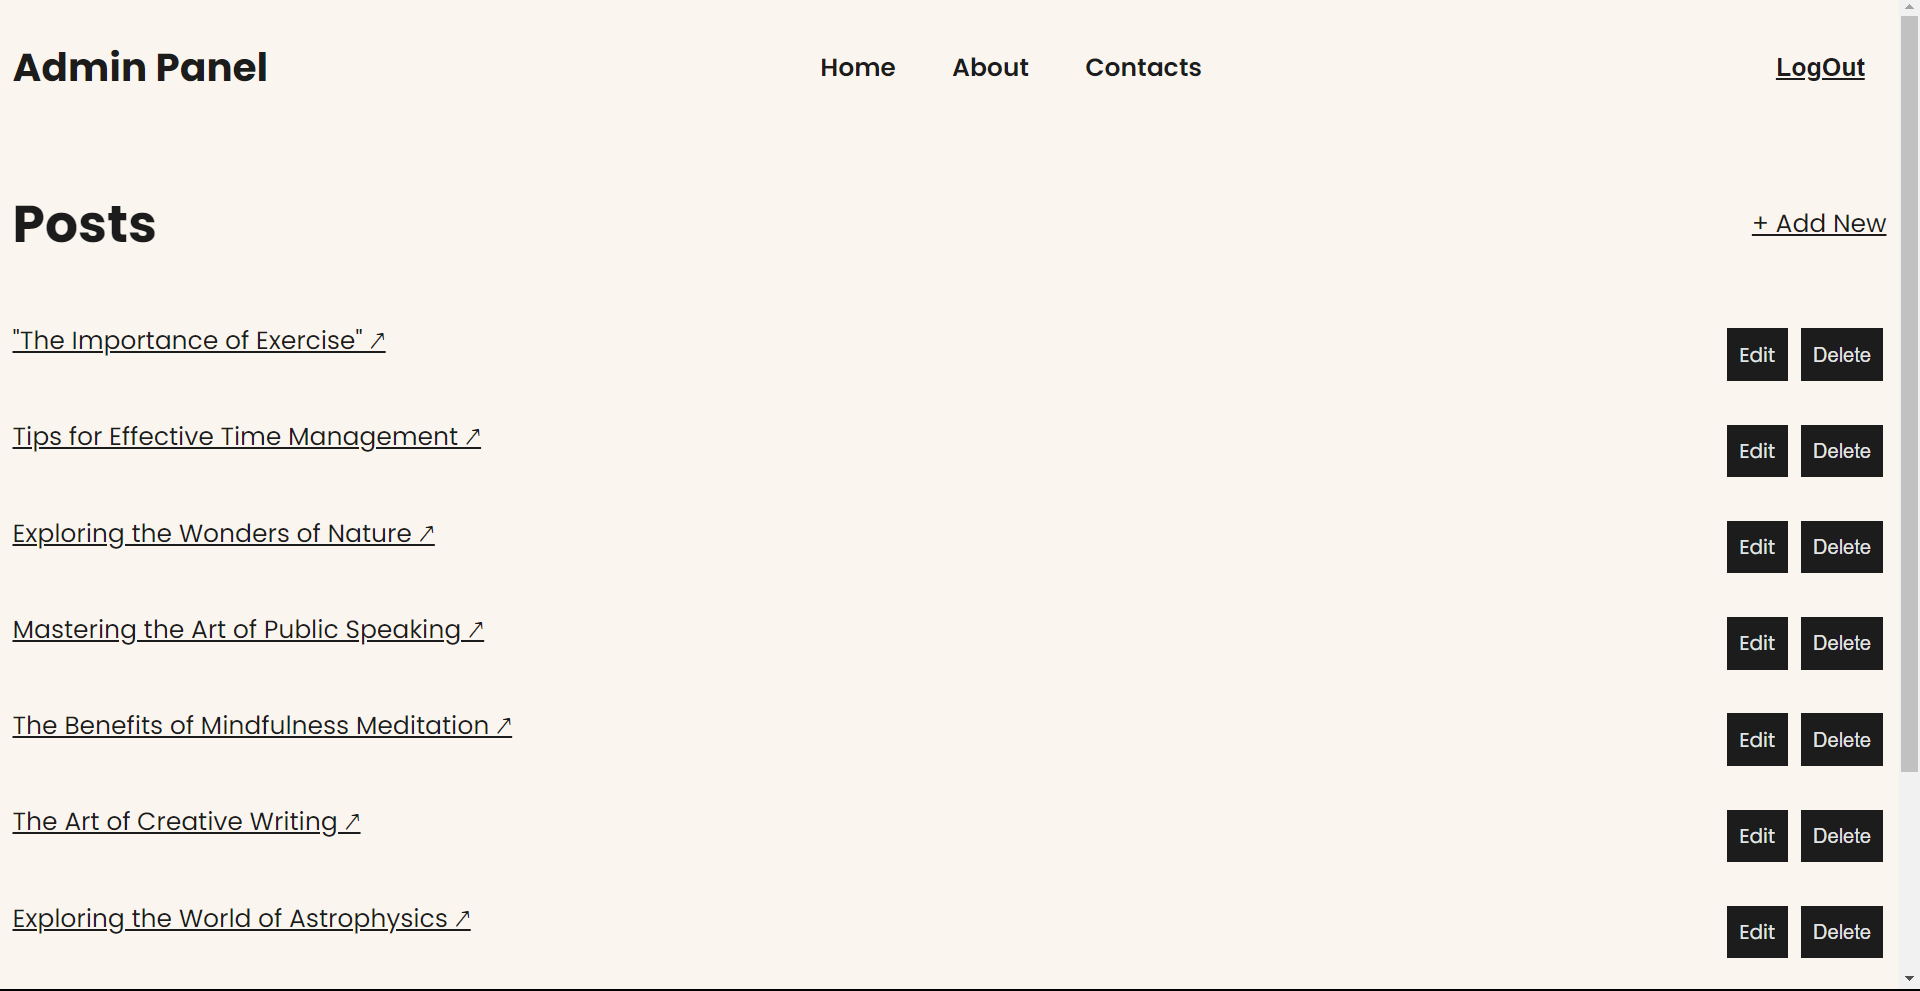 Admin Panel Home About Contacts LogOut
Posts + Add New
"The Importance of Exercise" ↗ Edit Delete
Tips for Effective Time Management ↗ Edit Delete
Exploring the Wonders of Nature ↗ Edit Delete
Mastering the Art of Public Speaking ↗ Edit Delete
The Benefits of Mindfulness Meditation ↗ Edit Delete
The Art of Creative Writing ↗ Edit Delete
Exploring the World of Astrophysics ↗ Edit Delete